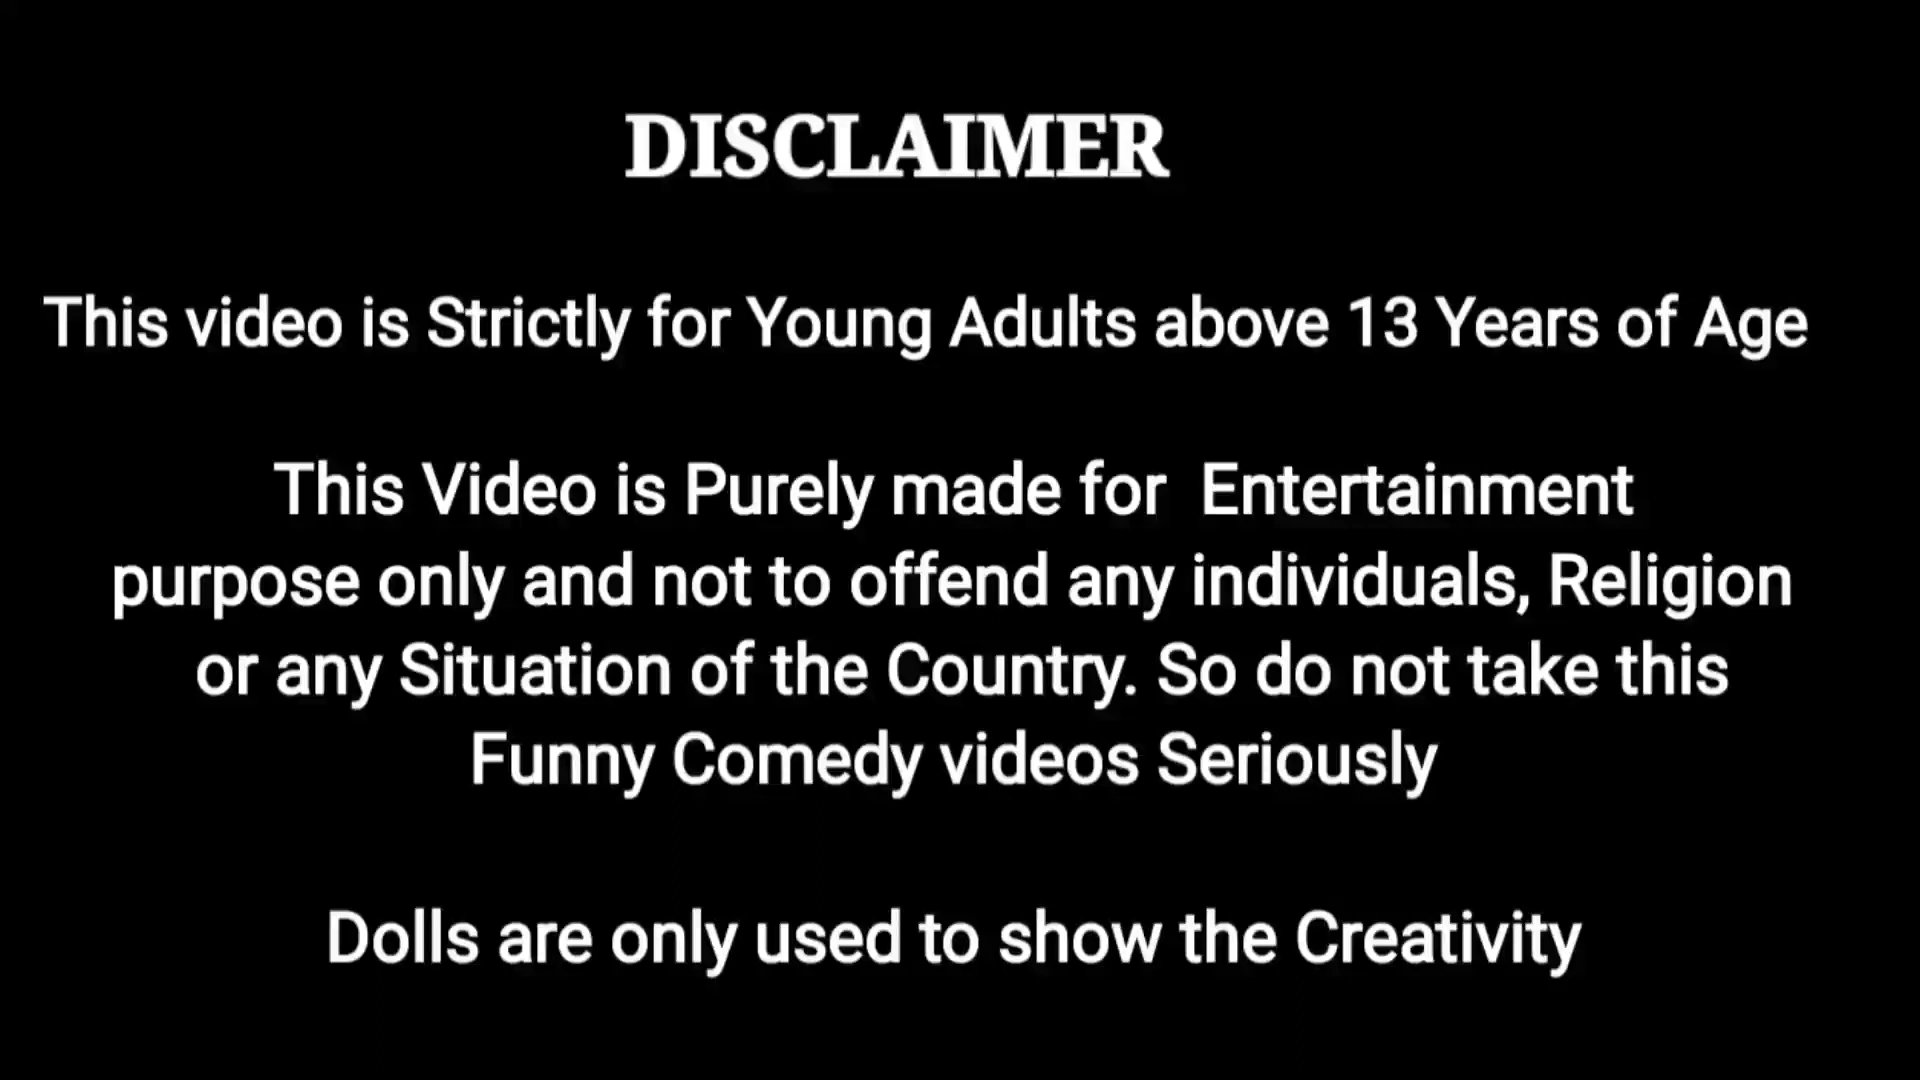 DISCLAIMER
This video is Strictly for Young Adults above 13 Years of Age
This Video is Purely made for  Entertainment
purpose only and not to offend any individuals, Religion
or any Situation of the Country. So do not take this
Funny Comedy videos Seriously
Dolls are only used to show the Creativity